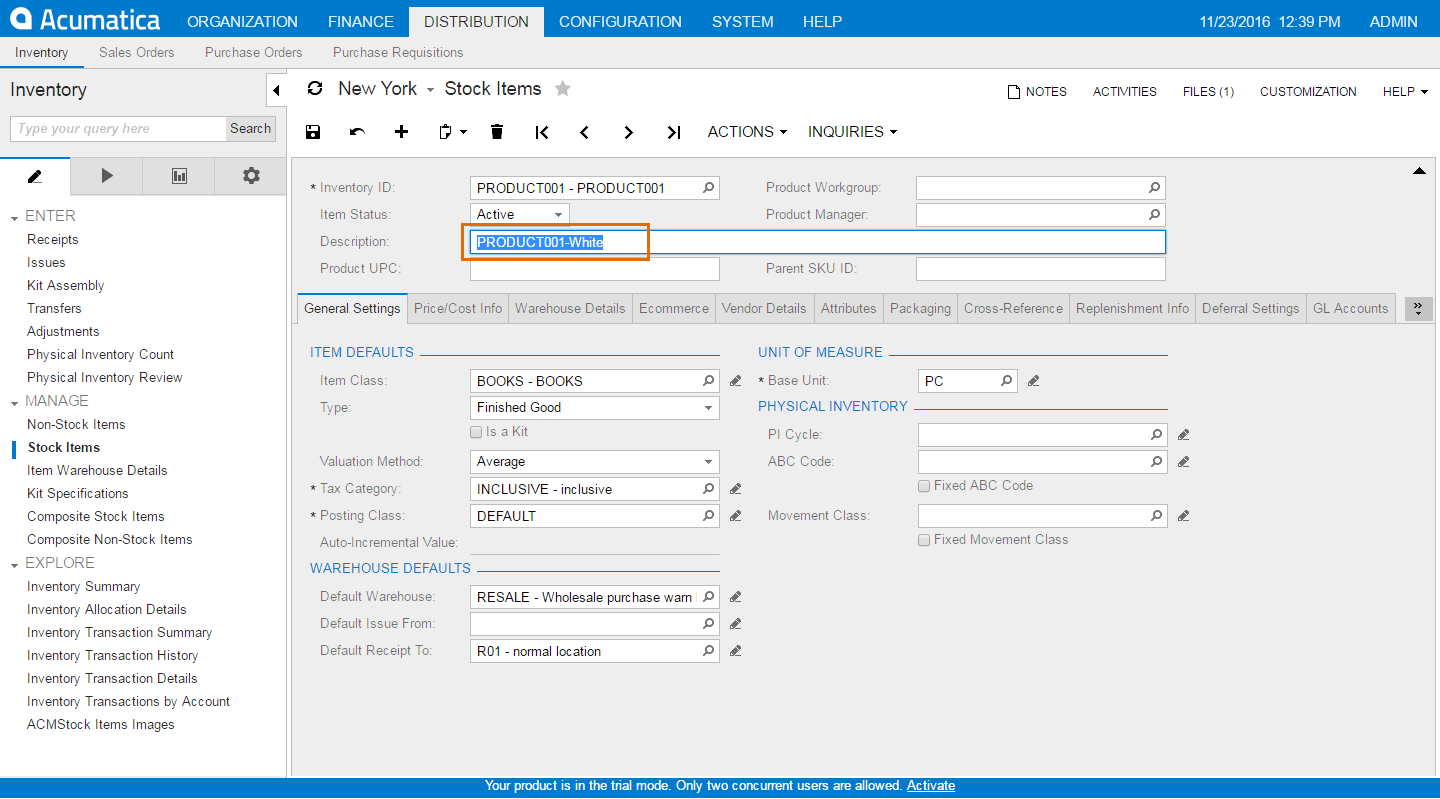 Acumatica ORGANIZATION FINANCE DISTRIBUTION CONFIGURATION SYSTEM HELP 11/23/2016 12:39 PM ADMIN
Inventory Sales Orders Purchase Orders Purchase Requisitions
Inventory
Type your query here Search
ENTER
Receipts
Issues
Kit Assembly
Transfers
Adjustments
Physical Inventory Count
Physical Inventory Review
MANAGE
Non-Stock Items
Stock Items
Item Warehouse Details
Kit Specifications
Composite Stock Items
Composite Non-Stock Items
EXPLORE
Inventory Summary
Inventory Allocation Details
Inventory Transaction Summary
Inventory Transaction History
Inventory Transaction Details
Inventory Transactions by Account
ACMStock Items Images
New York Stock Items
NOTES ACTIVITIES FILES (1) CUSTOMIZATION HELP
ACTIONS INQUIRIES
* Inventory ID: PRODUCT001 - PRODUCT001 Product Workgroup:
Item Status: Active Product Manager:
Description: PRODUCT001-White
Product UPC: Parent SKU ID:
General Settings Price/Cost Info Warehouse Details Ecommerce Vendor Details Attributes Packaging Cross-Reference Replenishment Info Deferral Settings GL Accounts
ITEM DEFAULTS
Item Class: BOOKS - BOOKS
Type: Finished Good
Is a Kit
Valuation Method: Average
* Tax Category: INCLUSIVE - inclusive
* Posting Class: DEFAULT
Auto-Incremental Value:
WAREHOUSE DEFAULTS
Default Warehouse: RESALE - Wholesale purchase warn
Default Issue From:
Default Receipt To: R01 - normal location
UNIT OF MEASURE
* Base Unit: PC
PHYSICAL INVENTORY
PI Cycle:
ABC Code:
Fixed ABC Code
Movement Class:
Fixed Movement Class
Your product is in the trial mode. Only two concurrent users are allowed. Activate